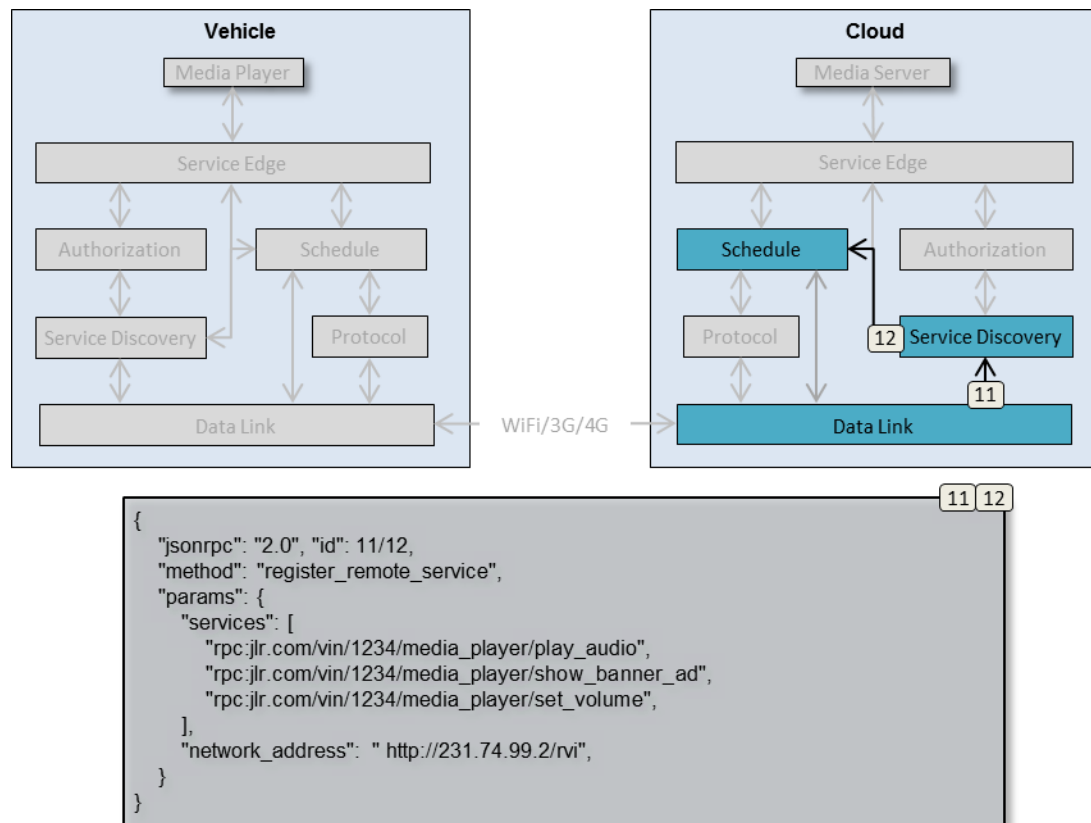 Vehicle
Media Player
Service Edge
Authorization
Schedule
Service Discovery
Protocol
Data Link
WiFi/3G/4G
Cloud
Media Server
Service Edge
Schedule
Authorization
Protocol
12
Service Discovery
11
Data Link
11 12
{
"jsonrpc": "2.0", "id": 11/12,
"method": "register_remote_service",
"params": {
"services": [
"rpc:jlr.com/vin/1234/media_player/play_audio",
"rpc:jlr.com/vin/1234/media_player/show_banner_ad",
"rpc:jlr.com/vin/1234/media_player/set_volume",
],
"network_address": " http://231.74.99.2/rvi",
}
}